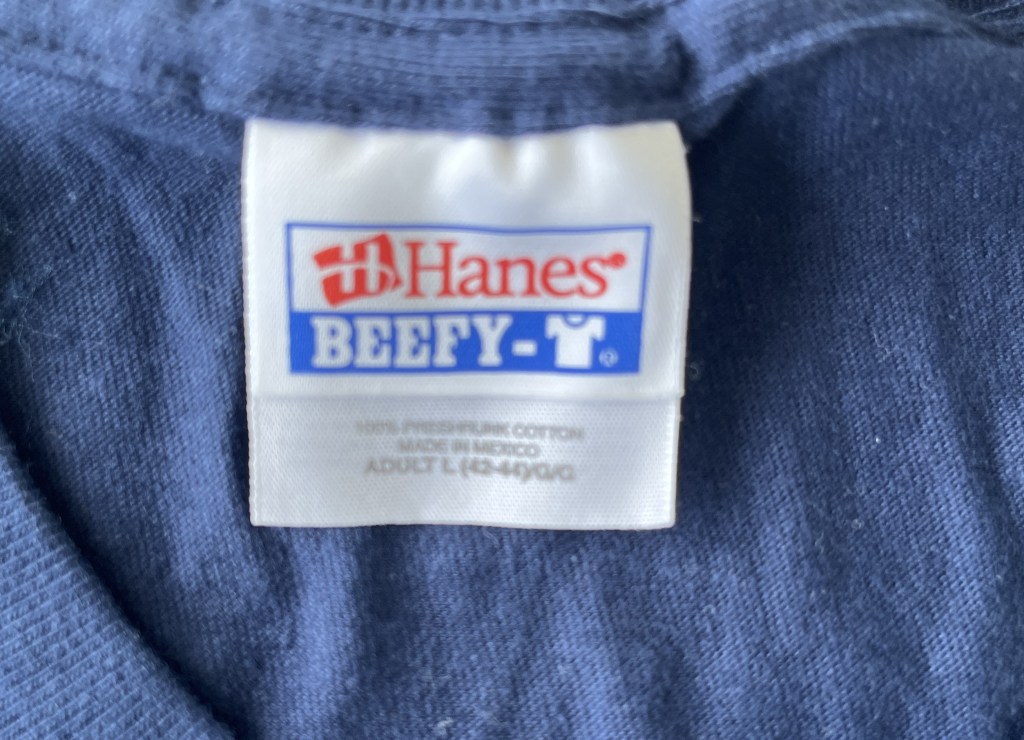 Hanes
BEEFY-T
100% PRESHRUNK COTTON
MADE IN MEXICO
ADULT L (42-44)/G/G